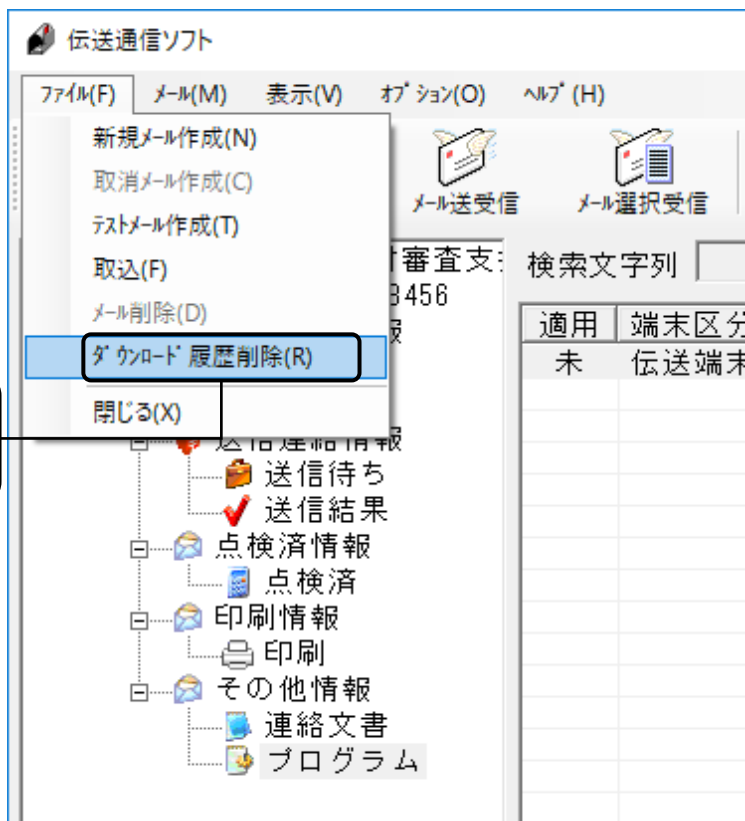 伝送通信ソフト
ﾌｧｲﾙ(F) ﾒｰﾙ(M) 表示(V) ｵﾌﾟｼｮﾝ(O) ﾍﾙﾌﾟ(H)
新規ﾒｰﾙ作成(N)
取消ﾒｰﾙ作成(C)
ﾃｽﾄﾒｰﾙ作成(T)
取込(F)
ﾒｰﾙ削除(D)
ﾀﾞｳﾝﾛｰﾄﾞ履歴削除(R)
閉じる(X)
ﾒｰﾙ送受信 ﾒｰﾙ選択受信
審査支
3456
報
送信連絡情報
送信待ち
送信結果
点検済情報
点検済
印刷情報
印刷
その他情報
連絡文書
プログラム
検索文字列
適用 端末区分
未 伝送端末